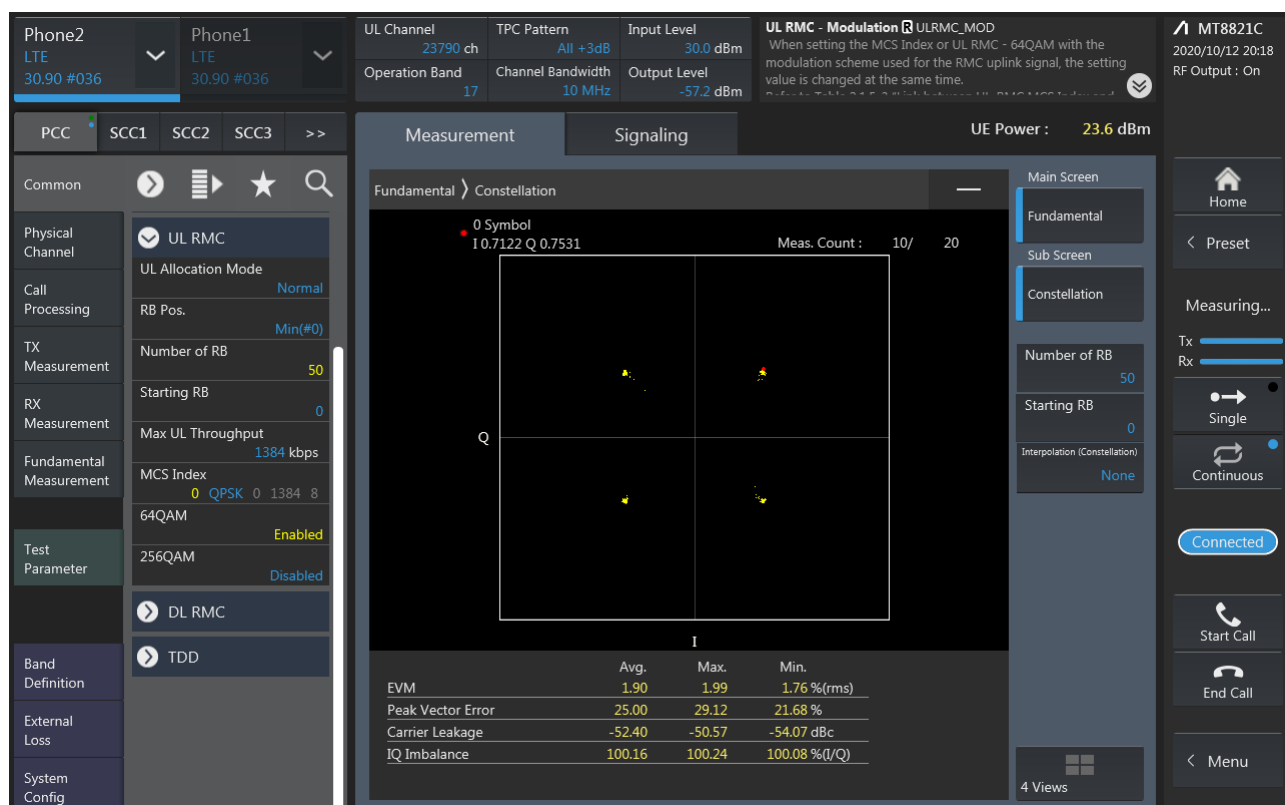 Phone2
LTE
30.90 #036
Phone1
LTE
30.90 #036
UL Channel
23790 ch
TPC Pattern
All +3dB
Input Level
30.0 dBm
Operation Band
17
Channel Bandwidth
10 MHz
Output Level
-57.2 dBm
UL RMC - Modulation R ULRMC_MOD
When setting the MCS Index or UL RMC - 64QAM with the
modulation scheme used for the RMC uplink signal, the setting
value is changed at the same time.
MT8821C
2020/10/12 20:18
RF Output : On
PCC SCC1 SCC2 SCC3 >>
Measurement
Signaling
UE Power : 23.6 dBm
Common
Physical
Channel
Call
Processing
TX
Measurement
RX
Measurement
Fundamental
Measurement
Test
Parameter
Band
Definition
External
Loss
System
Config
UL RMC
UL Allocation Mode
Normal
RB Pos.
Min(#0)
Number of RB
50
Starting RB
0
Max UL Throughput
1384 kbps
MCS Index
0 QPSK 0 1384 8
64QAM
Enabled
256QAM
Disabled
DL RMC
TDD
Fundamental 〉 Constellation
0 Symbol
I 0.7122 Q 0.7531
Meas. Count : 10/ 20
Q
I
Avg. Max. Min.
EVM 1.90 1.99 1.76 %(rms)
Peak Vector Error 25.00 29.12 21.68 %
Carrier Leakage -52.40 -50.57 -54.07 dBc
IQ Imbalance 100.16 100.24 100.08 %(I/Q)
Main Screen
Fundamental
Sub Screen
Constellation
Number of RB
50
Starting RB
0
Interpolation (Constellation)
None
4 Views
Home
< Preset
Measuring...
Tx
Rx
Single
Continuous
Connected
Start Call
End Call
< Menu